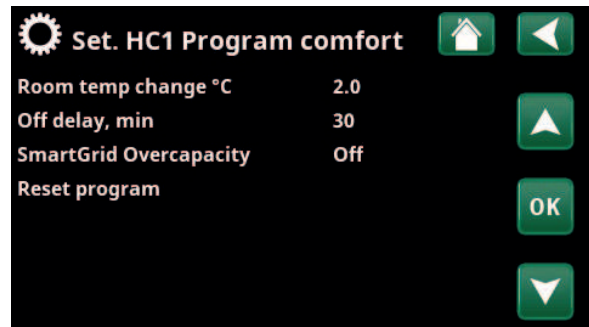 Set. HC1 Program comfort
Room temp change °C 2.0
Off delay, min 30
SmartGrid Overcapacity Off
Reset program
OK